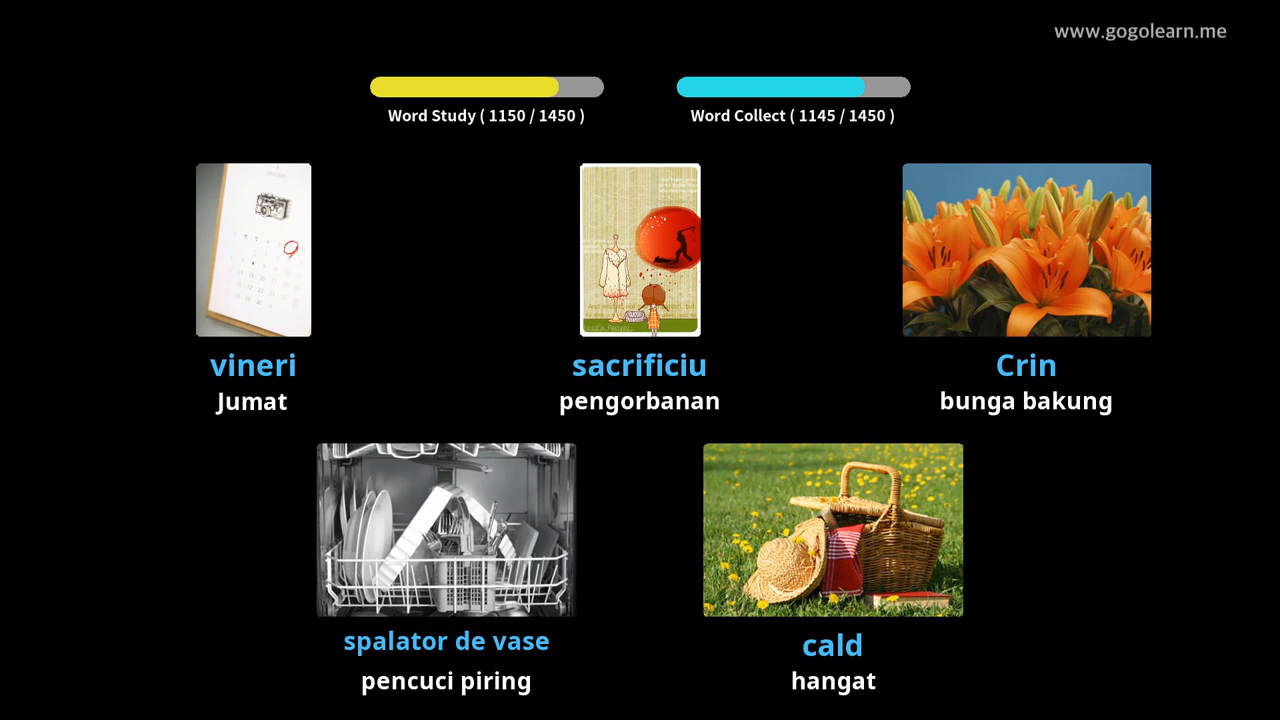 www.gogolearn.me
Word Study ( 1150 / 1450 )
Word Collect ( 1145 / 1450 )
vineri
Jumat
sacrificiu
pengorbanan
Crin
bunga bakung
spalator de vase
pencuci piring
cald
hangat